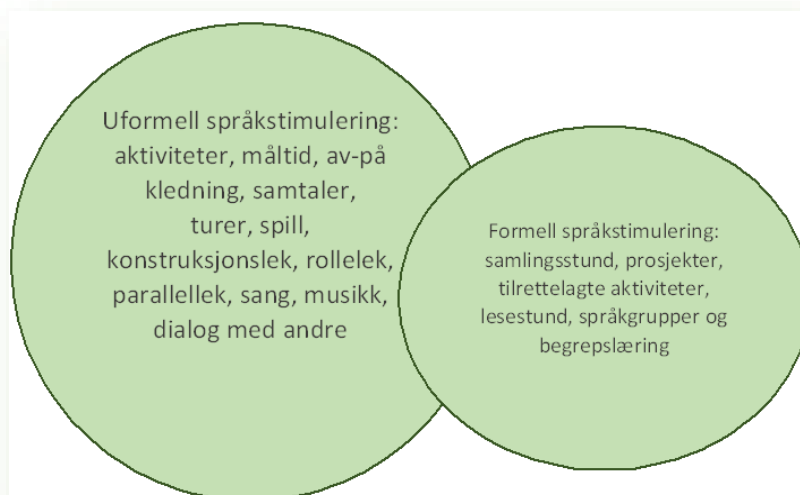 Uformell språkstimulering:
aktiviteter, måltid, av-på
kledning, samtaler,
turer, spill,
konstruksjonslek, rollelek,
parallellek, sang, musikk,
dialog med andre
Formell språkstimulering:
samlingsstund, prosjekter,
tilrettelagte aktiviteter,
lesestund, språkgrupper og
begrepslæring